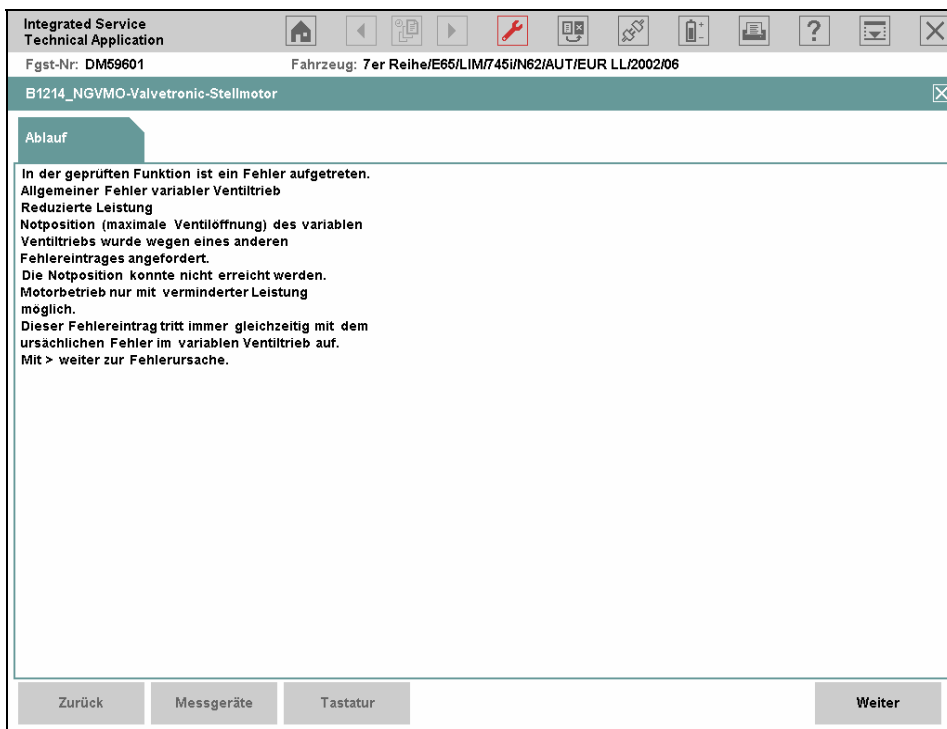 Integrated Service
Technical Application
Fgst-Nr: DM59601 Fahrzeug: 7er Reihe/E65/LIM/745i/N62/AUT/EUR LL/2002/06
B1214_NGVMO-Valvetronic-Stellmotor
Ablauf
In der geprüften Funktion ist ein Fehler aufgetreten.
Allgemeiner Fehler variabler Ventiltrieb
Reduzierte Leistung
Notposition (maximale Ventilöffnung) des variablen
Ventiltriebs wurde wegen eines anderen
Fehlereintrages angefordert.
Die Notposition konnte nicht erreicht werden.
Motorbetrieb nur mit verminderter Leistung
möglich.
Dieser Fehlereintrag tritt immer gleichzeitig mit dem
ursächlichen Fehler im variablen Ventiltrieb auf.
Mit > weiter zur Fehlerursache.
Zurück Messgeräte Tastatur Weiter